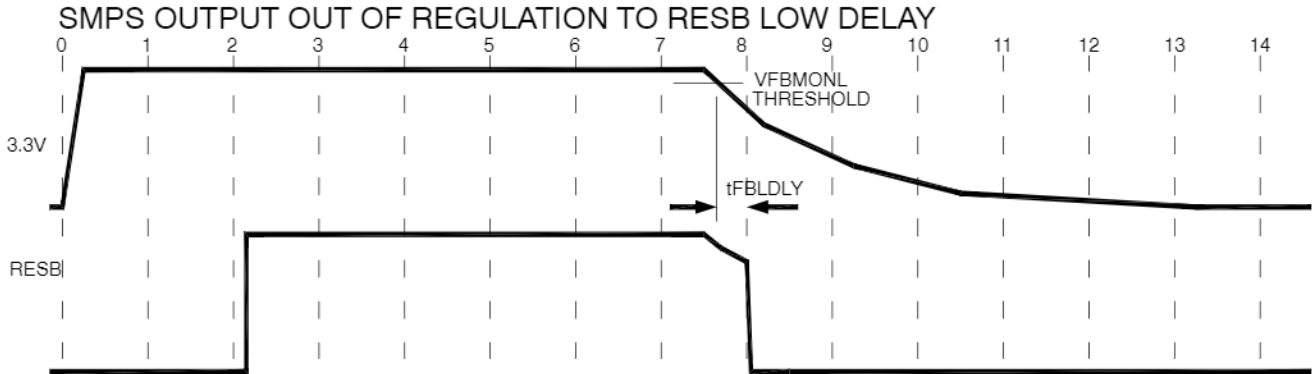 SMPS OUTPUT OUT OF REGULATION TO RESB LOW DELAY
0 1 2 3 4 5 6 7 8 9 10 11 12 13 14
VFBMONL
THRESHOLD
3.3V
tFBLDLY
RESB